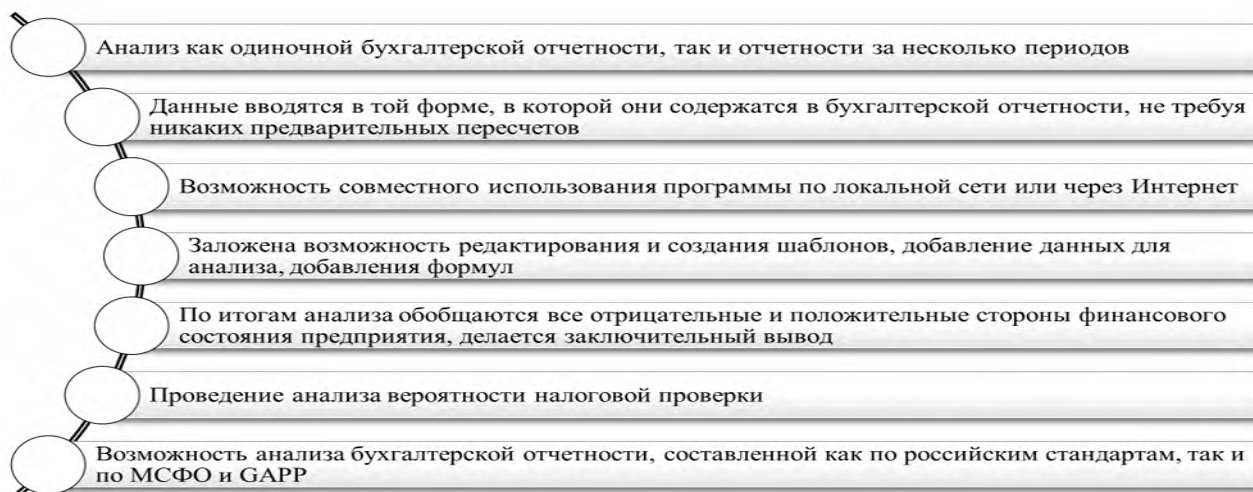 Анализ как одиночной бухгалтерской отчетности, так и отчетности за несколько периодов
Данные вводятся в той форме, в которой они содержатся в бухгалтерской отчетности, не требуя
никаких предварительных пересчетов
Возможность совместного использования программы по локальной сети или через Интернет
Заложена возможность редактирования и создания шаблонов, добавление данных для
анализа, добавления формул
По итогам анализа обобщаются все отрицательные и положительные стороны финансового
состояния предприятия, делается заключительный вывод
Проведение анализа вероятности налоговой проверки
Возможность анализа бухгалтерской отчетности, составленной как по российским стандартам, так и
по МСФО и GAPP